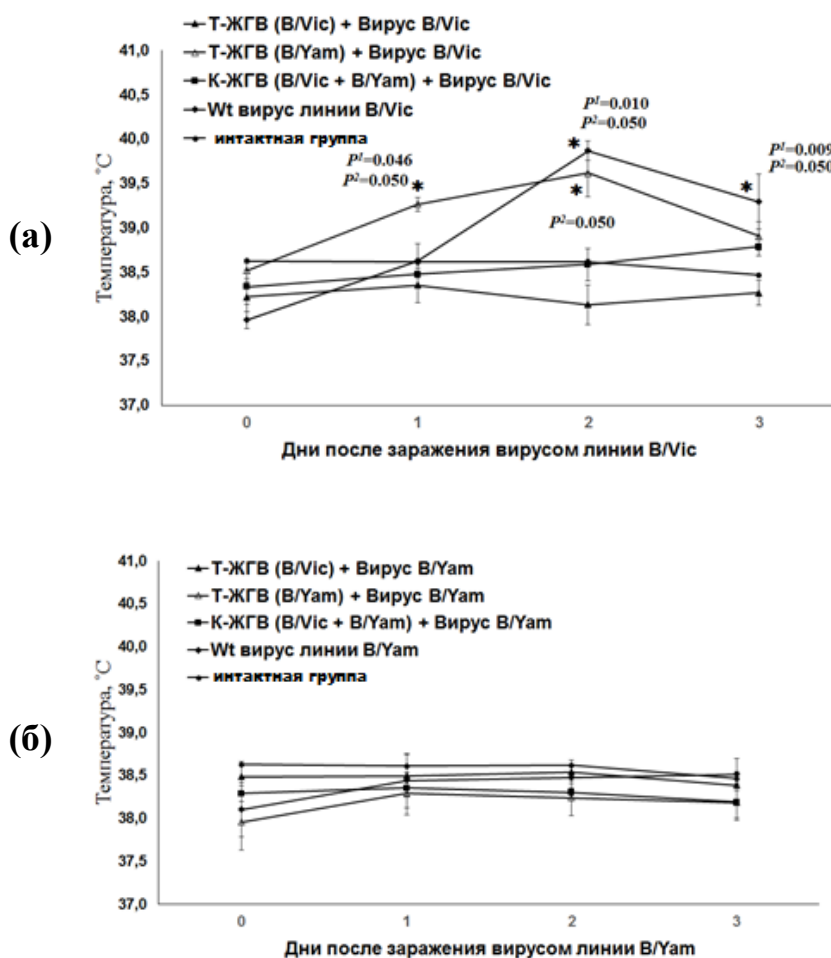 Т-ЖГВ (B/Vic) + Вирус B/Vic
Т-ЖГВ (B/Yam) + Вирус B/Vic
К-ЖГВ (B/Vic + B/Yam) + Вирус B/Vic
Wt вирус линии B/Vic
интактная группа
41,0
40,5
40,0
39,5
39,0
38,5
38,0
37,5
37,0
Температура, °C
(а)
P¹=0.046
P²=0.050
*
P¹=0.010
P²=0.050
*
*
P²=0.050
P¹=0.009
P²=0.050
*
0 1 2 3
Дни после заражения вирусом линии B/Vic
Т-ЖГВ (B/Vic) + Вирус B/Yam
Т-ЖГВ (B/Yam) + Вирус B/Yam
К-ЖГВ (B/Vic + B/Yam) + Вирус B/Yam
Wt вирус линии B/Yam
интактная группа
41,0
40,5
40,0
39,5
39,0
38,5
38,0
37,5
37,0
Температура, °C
(б)
0 1 2 3
Дни после заражения вирусом линии B/Yam